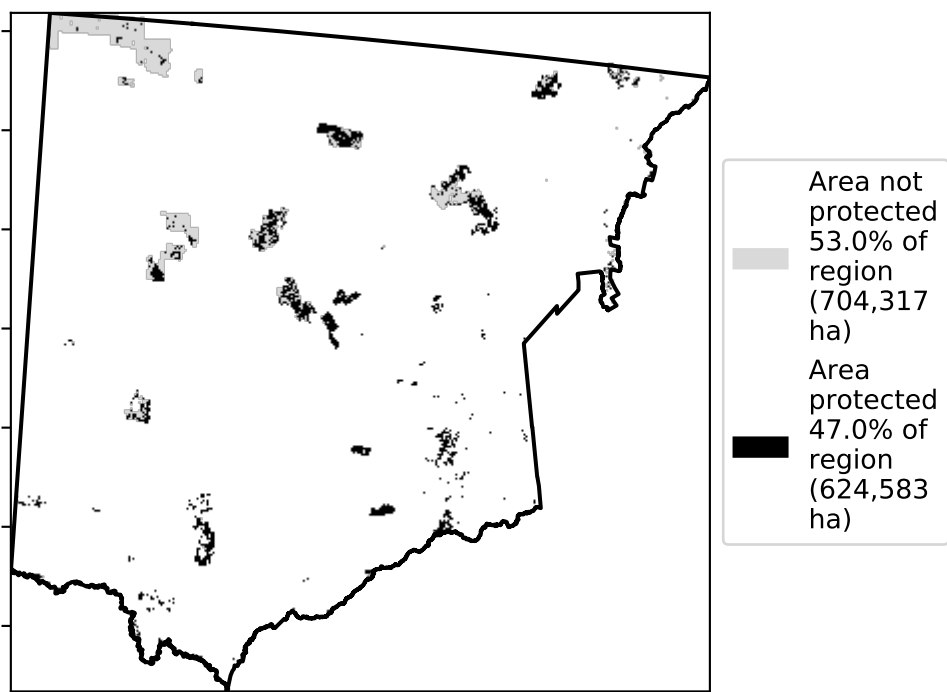 Area not
protected
53.0% of
region
(704,317
ha)
Area
protected
47.0% of
region
(624,583
ha)